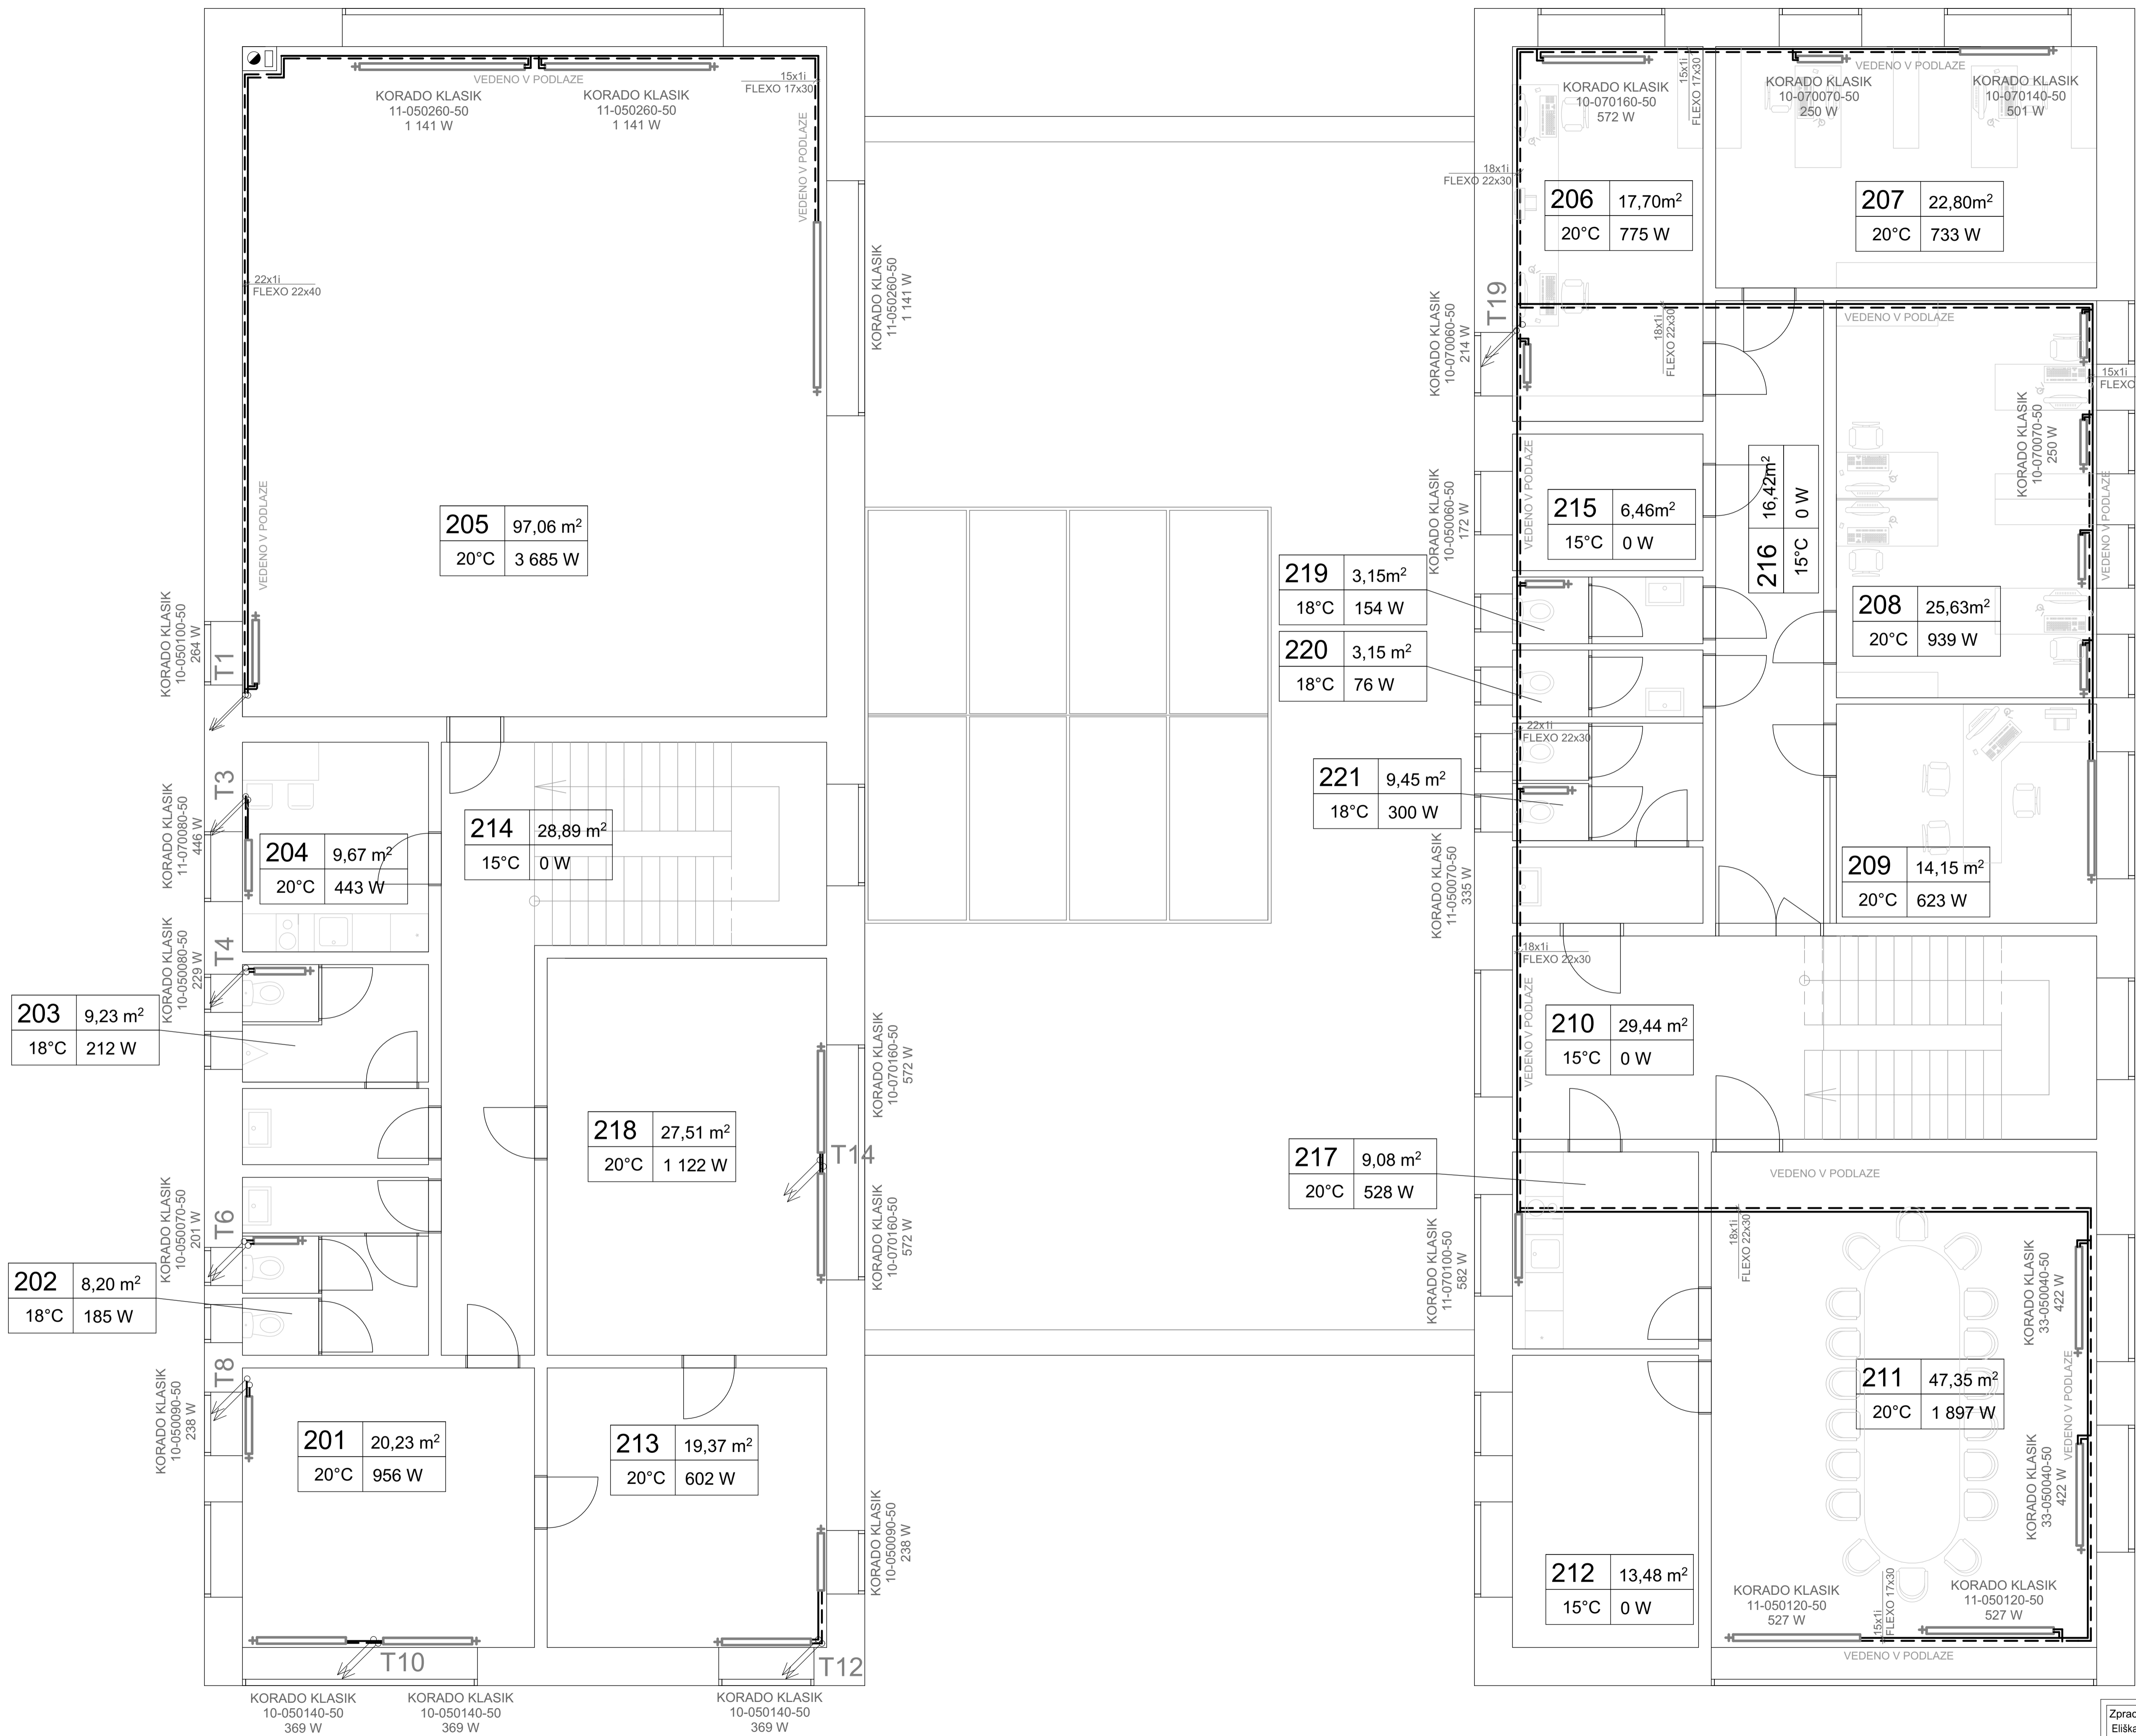 VEDENO V PODLAZE
KORADO KLASIK
11-050260-50
1 141 W
KORADO KLASIK
11-050260-50
1 141 W
15x1i
FLEXO 17x30
VEDENO V PODLAZE
KORADO KLASIK
11-050260-50
1 141 W
22x1i
FLEXO 22x40
VEDENO V PODLAZE
205 97,06 m²
20°C 3 685 W
KORADO KLASIK
10-050100-50
264 W
T1
T3
KORADO KLASIK
11-070080-50
446 W
204 9,67 m²
20°C 443 W
214 28,89 m²
15°C 0 W
T4
KORADO KLASIK
10-050080-50
229 W
203 9,23 m²
18°C 212 W
218 27,51 m²
20°C 1 122 W
KORADO KLASIK
10-070160-50
572 W
T14
KORADO KLASIK
10-070160-50
572 W
T6
KORADO KLASIK
10-050070-50
201 W
202 8,20 m²
18°C 185 W
T8
KORADO KLASIK
10-050090-50
238 W
201 20,23 m²
20°C 956 W
213 19,37 m²
20°C 602 W
KORADO KLASIK
10-050090-50
238 W
T10
T12
KORADO KLASIK
10-050140-50
369 W
KORADO KLASIK
10-050140-50
369 W
KORADO KLASIK
10-050140-50
369 W
KORADO KLASIK
10-070160-50
572 W
15x1i
FLEXO 17x30
KORADO KLASIK
10-070070-50
250 W
VEDENO V PODLAZE
KORADO KLASIK
10-070140-50
501 W
18x1i
FLEXO 22x30
206 17,70m²
20°C 775 W
207 22,80m²
20°C 733 W
T19
KORADO KLASIK
10-070060-50
214 W
18x1i
FLEXO 22x30
VEDENO V PODLAZE
15x1i
FLEXO
KORADO KLASIK
10-070070-50
250 W
VEDENO V PODLAZE
KORADO KLASIK
10-050060-50
172 W
VEDENO V PODLAZE
215 6,46m²
15°C 0 W
216 16,42m²
15°C 0 W
219 3,15m²
18°C 154 W
220 3,15 m²
18°C 76 W
208 25,63m²
20°C 939 W
22x1i
FLEXO 22x30
221 9,45 m²
18°C 300 W
KORADO KLASIK
11-050070-50
335 W
209 14,15 m²
20°C 623 W
18x1i
FLEXO 22x30
VEDENO V PODLAZE
210 29,44 m²
15°C 0 W
217 9,08 m²
20°C 528 W
KORADO KLASIK
11-070100-50
582 W
VEDENO V PODLAZE
18x1i
FLEXO 22x30
KORADO KLASIK
33-050040-50
422 W
VEDENO V PODLAZE
211 47,35 m²
20°C 1 897 W
KORADO KLASIK
33-050040-50
422 W
212 13,48 m²
15°C 0 W
KORADO KLASIK
11-050120-50
527 W
15x1i
FLEXO 17x30
KORADO KLASIK
11-050120-50
527 W
VEDENO V PODLAZE
Zprac
Eliška